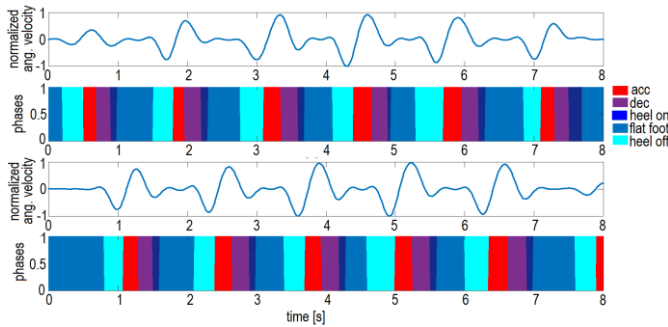 normalized
ang. velocity
1
0
-1
0 1 2 3 4 5 6 7 8
phases
1
0.5
0
0 1 2 3 4 5 6 7 8
acc
dec
heel on
flat foot
heel off
normalized
ang. velocity
1
0
-1
0 1 2 3 4 5 6 7 8
phases
1
0.5
0
0 1 2 3 4 5 6 7 8
time [s]